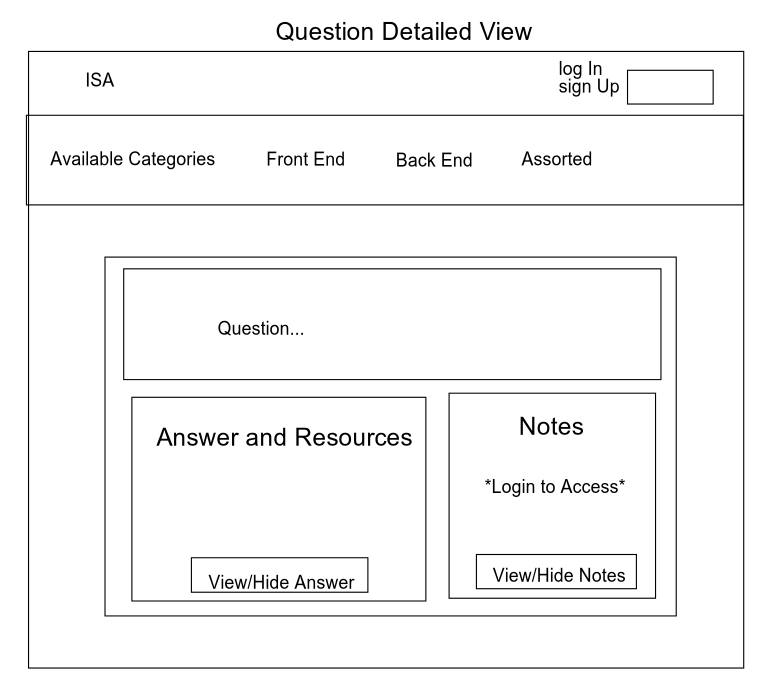 Question Detailed View
ISA
log In
sign Up
Available Categories
Front End
Back End
Assorted
Question...
Answer and Resources
View/Hide Answer
Notes
*Login to Access*
View/Hide Notes